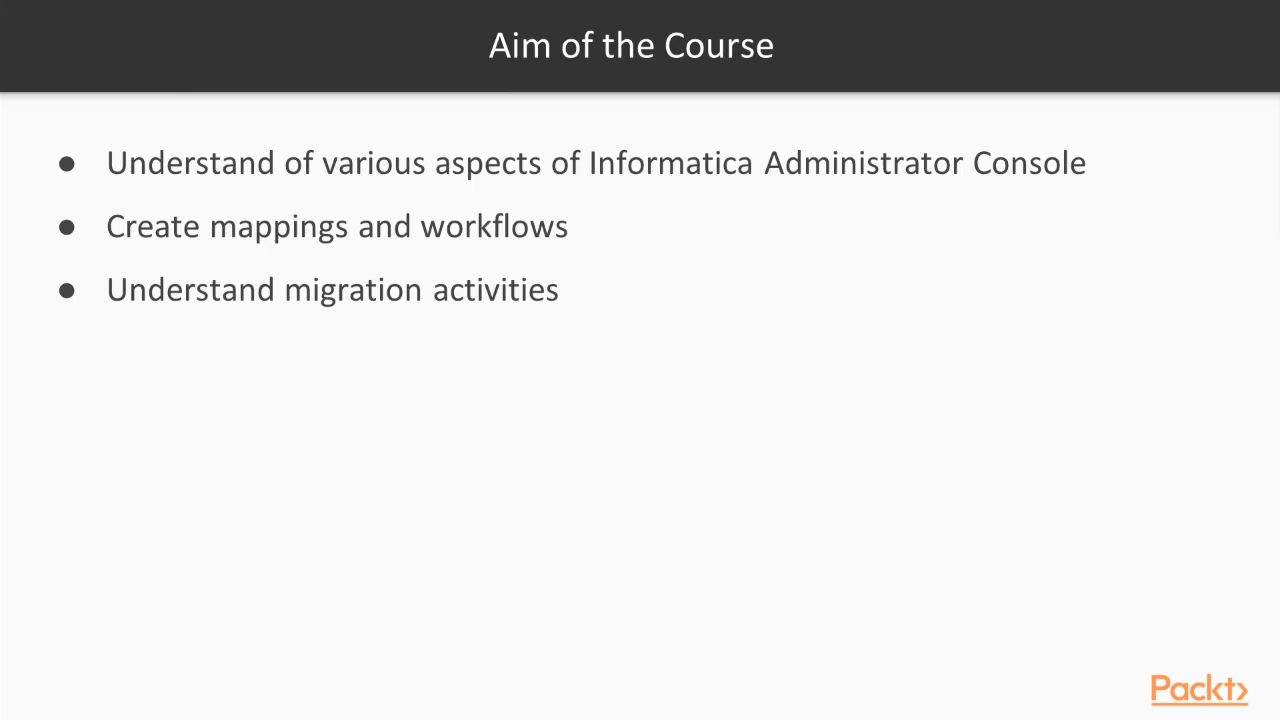 Aim of the Course
● Understand of various aspects of Informatica Administrator Console
● Create mappings and workflows
● Understand migration activities
Packt>